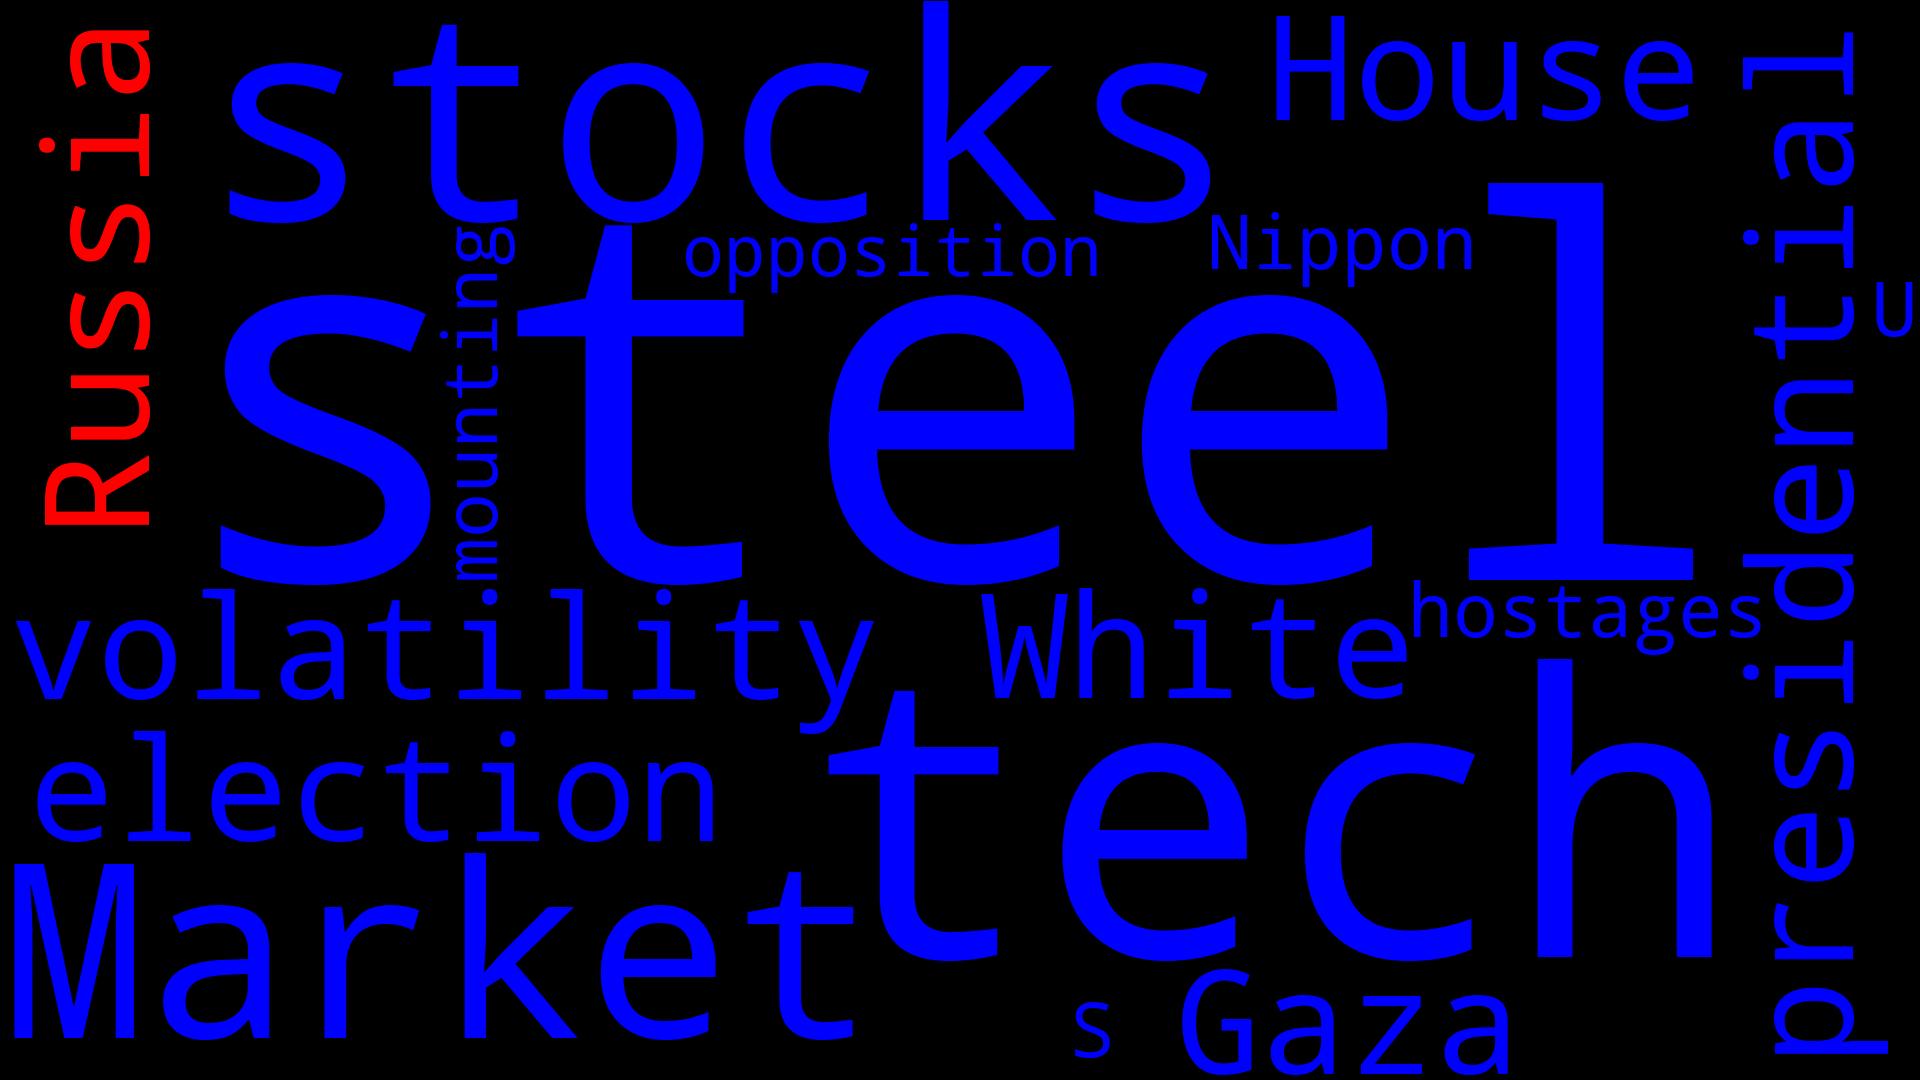 Russia
stocks
House
presidential
opposition
Nippon
U
mounting
steel
volatility
White
hostages
election
tech
Market
S
Gaza